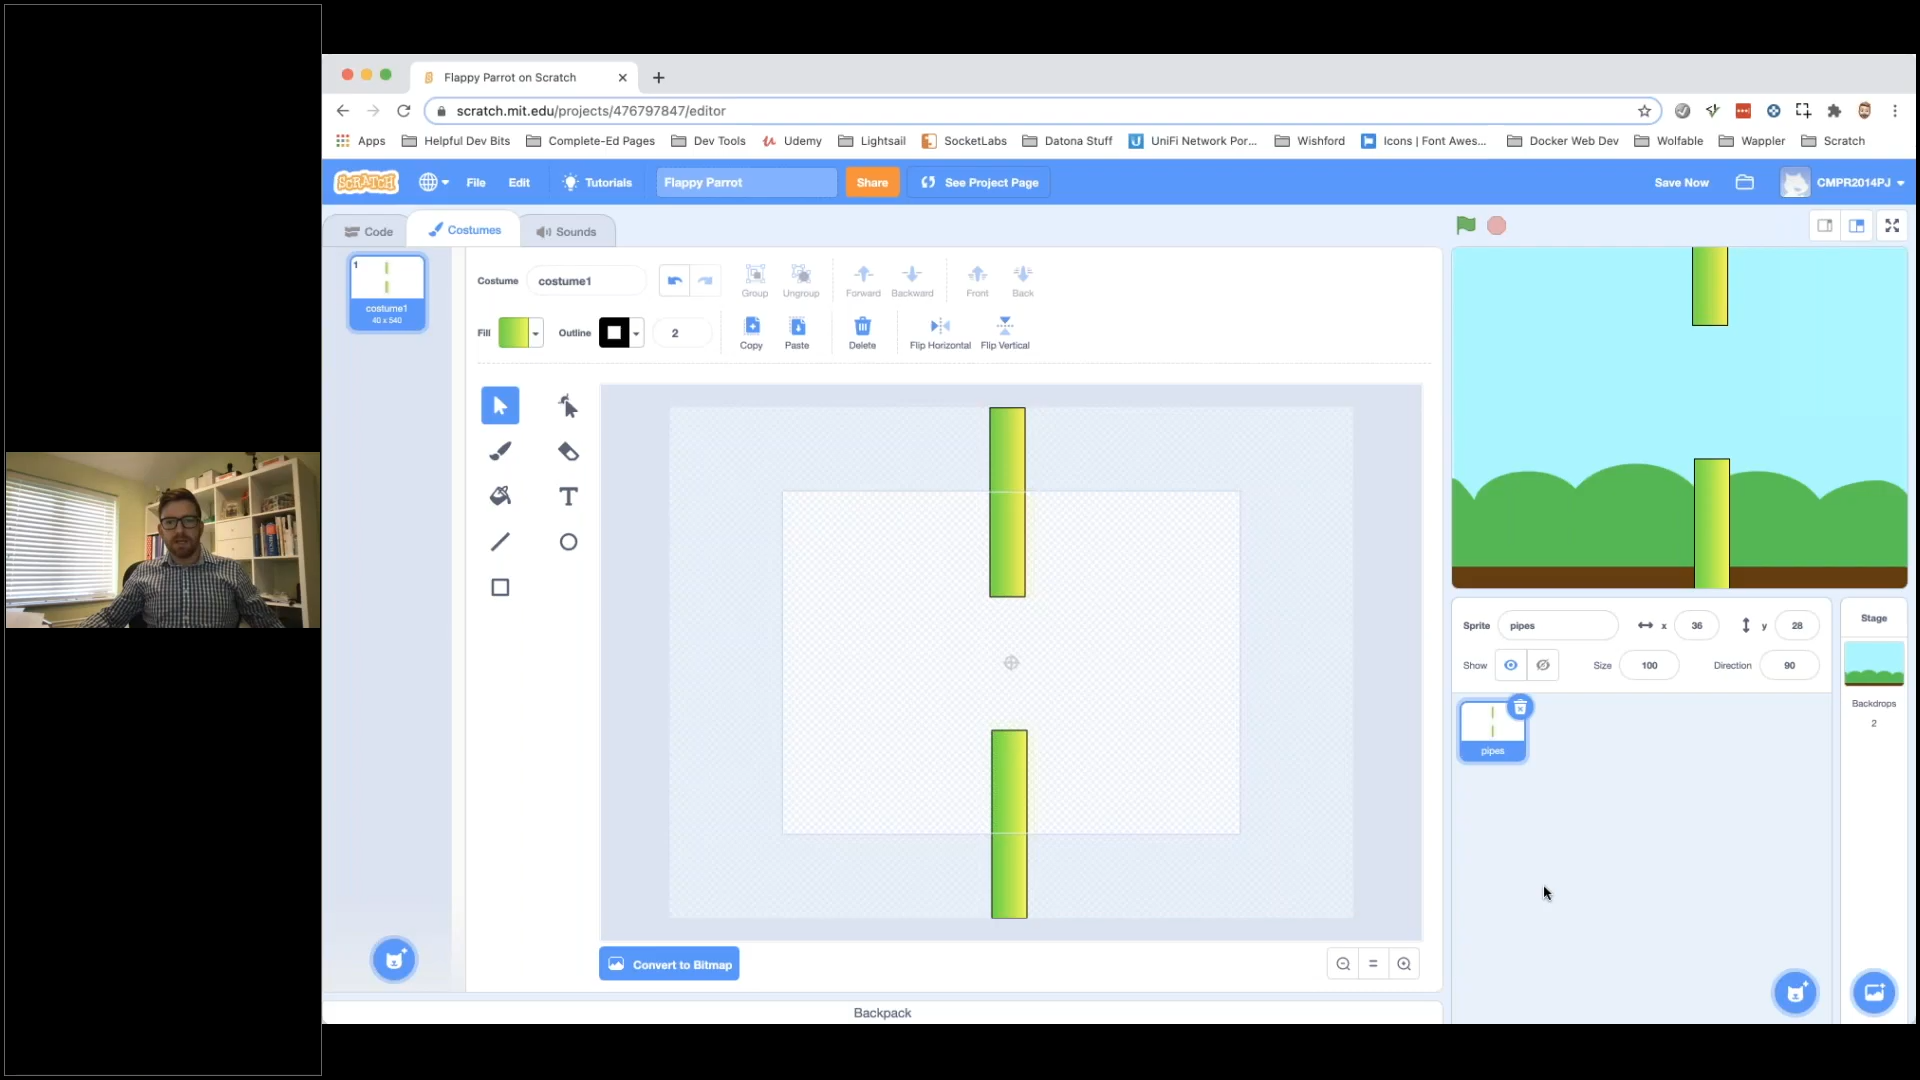 Flappy Parrot on Scratch
scratch.mit.edu/projects/476797847/editor
Apps Helpful Dev Bits Complete-Ed Pages Dev Tools Udemy Lightsail SocketLabs Datona Stuff UniFi Network Por... Wishford Icons | Font Awes... Docker Web Dev Wolfable Wappler Scratch
SCRATCH File Edit Tutorials Flappy Parrot Share See Project Page Save Now CMPR2014PJ
Code Costumes Sounds
1
costume1
40 x 540
Costume costume1 Group Ungroup Forward Backward Front Back
Fill Outline 2 Copy Paste Delete Flip Horizontal Flip Vertical
Convert to Bitmap
Backpack
Sprite pipes x 36 y 28
Show Size 100 Direction 90
pipes
Stage
Backdrops
2